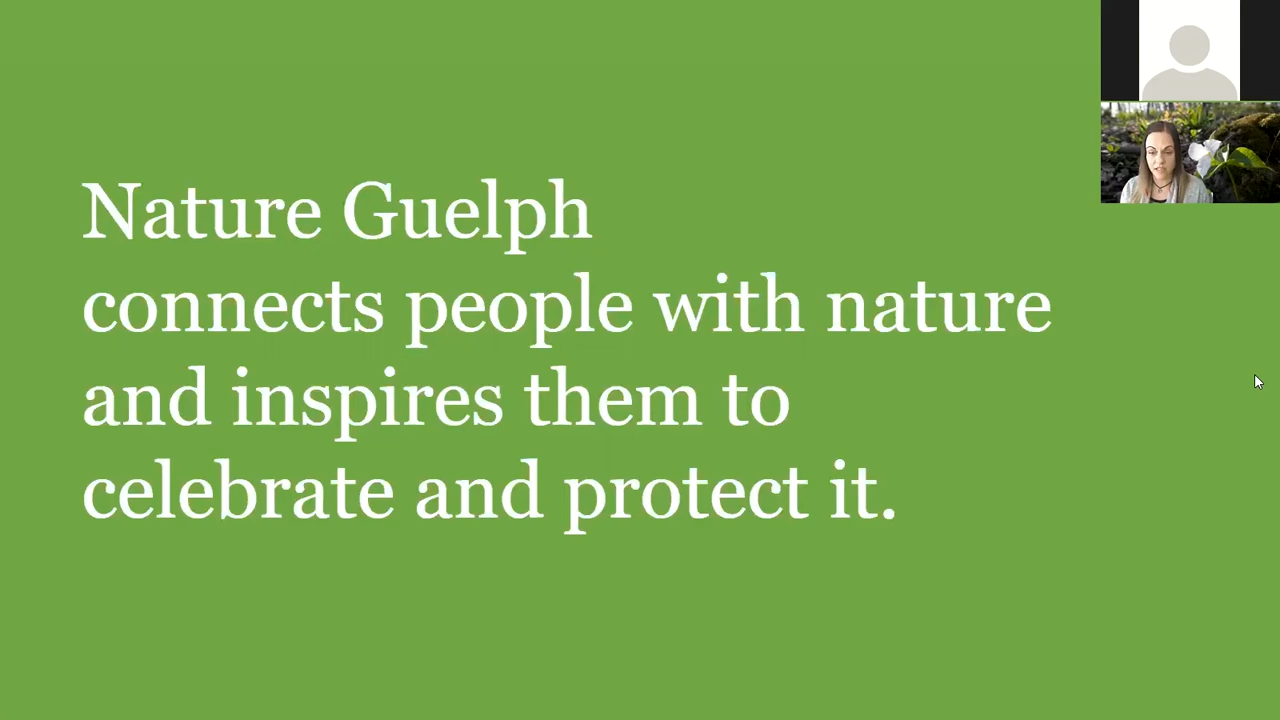 Nature Guelph
connects people with nature
and inspires them to
celebrate and protect it.